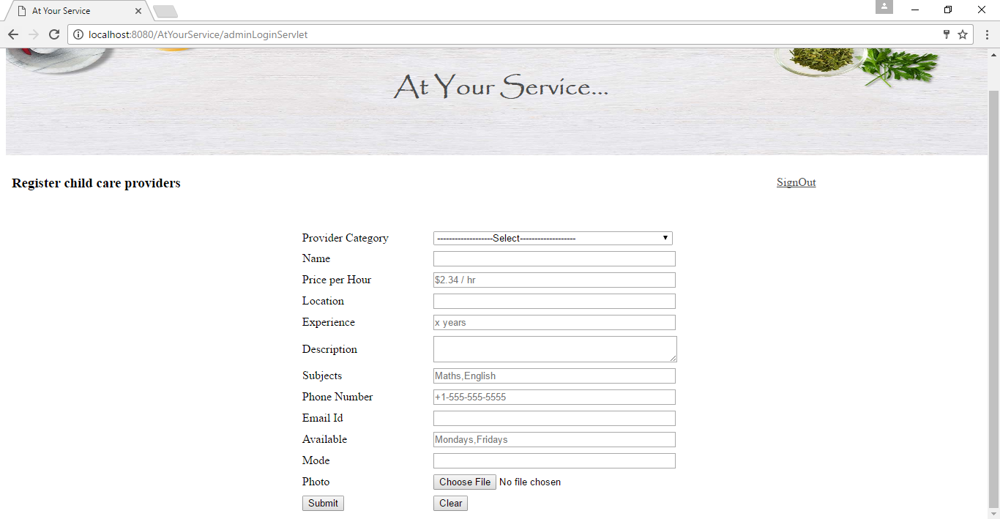 At Your Service
localhost:8080/AtYourService/adminLoginServlet
At Your Service...
Register child care providers SignOut
Provider Category -------------------Select-------------------
Name
Price per Hour $2.34 / hr
Location
Experience x years
Description
Subjects Maths,English
Phone Number +1-555-555-5555
Email Id
Available Mondays,Fridays
Mode
Photo Choose File No file chosen
Submit Clear